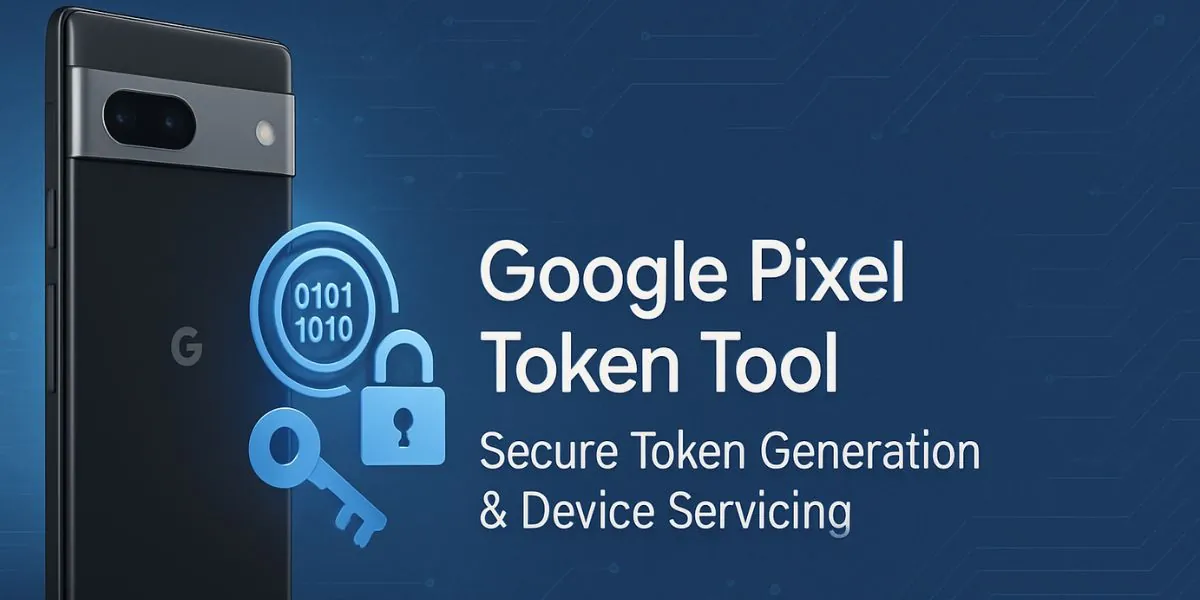 G
0101
1010
Google Pixel
Token Tool
Secure Token Generation
& Device Servicing